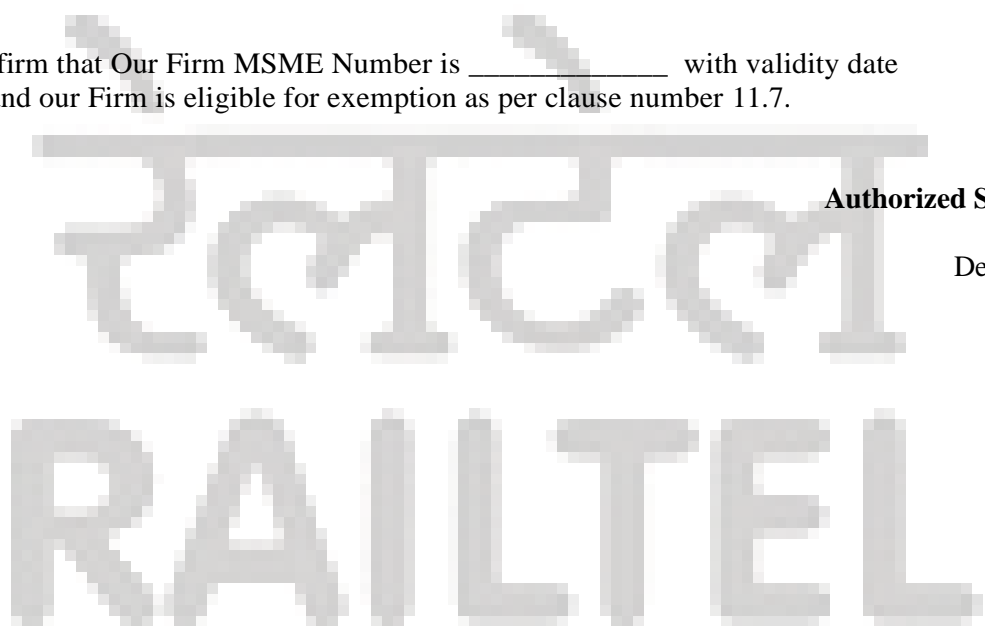 firm that Our Firm MSME Number is _____________ with validity date
nd our Firm is eligible for exemption as per clause number 11.7.
Authorized S
De
रेलटेल
RAILTEL